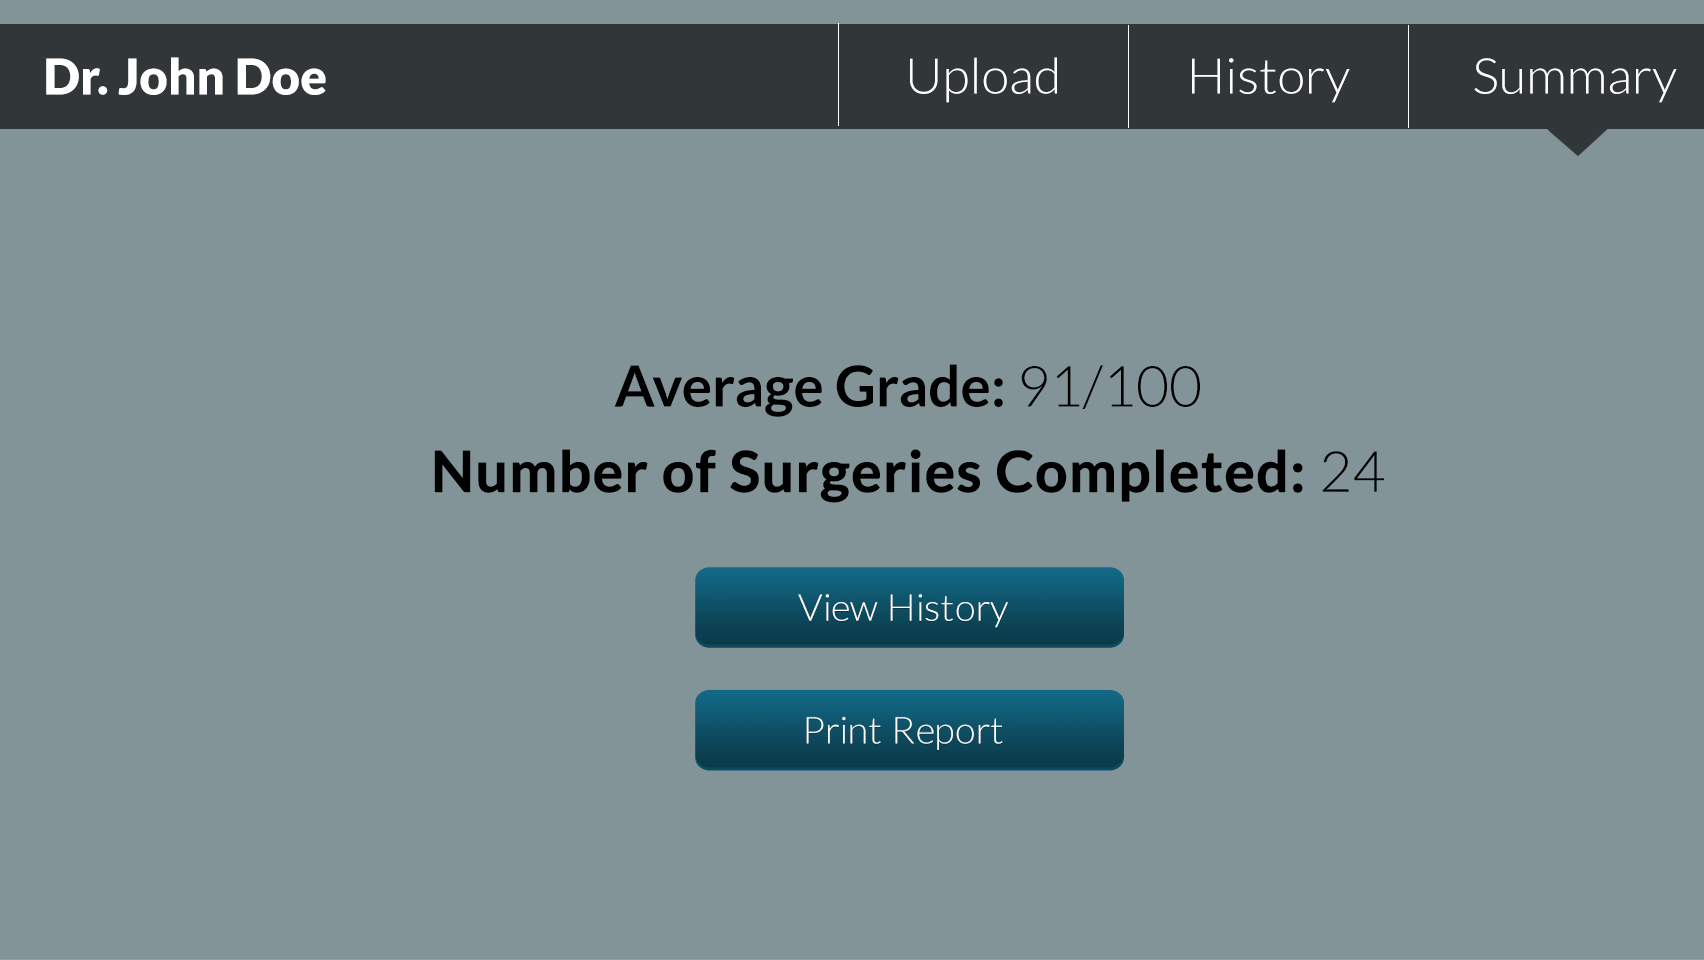 Dr. John Doe
Upload
History
Summary
Average Grade: 91/100
Number of Surgeries Completed: 24
View History
Print Report